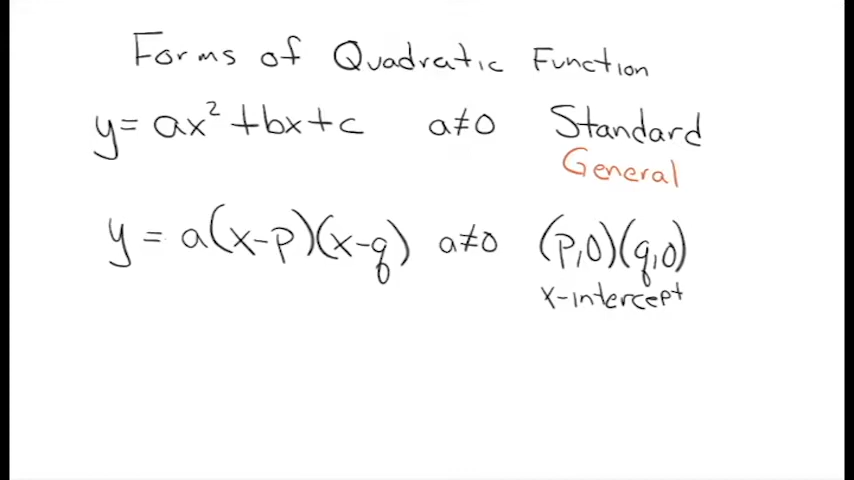 Forms of Quadratic Function
y = ax² + bx + c a≠0 Standard
General
y = a(x-p)(x-q) a≠0 (p,0)(q,0)
x-intercept